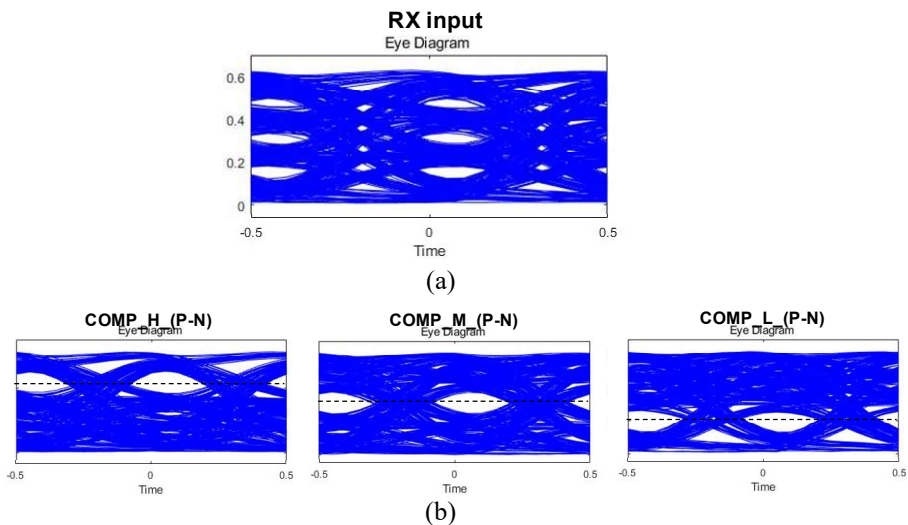 RX input
Eye Diagram
0.6
0.4
0.2
0
-0.5 0 0.5
Time
(a)
COMP_H_(P-N) COMP_M_(P-N) COMP_L_(P-N)
Eye Diagram Eye Diagram Eye Diagram
-0.5 0 0.5 -0.5 0 0.5 -0.5 0 0.5
Time Time Time
(b)